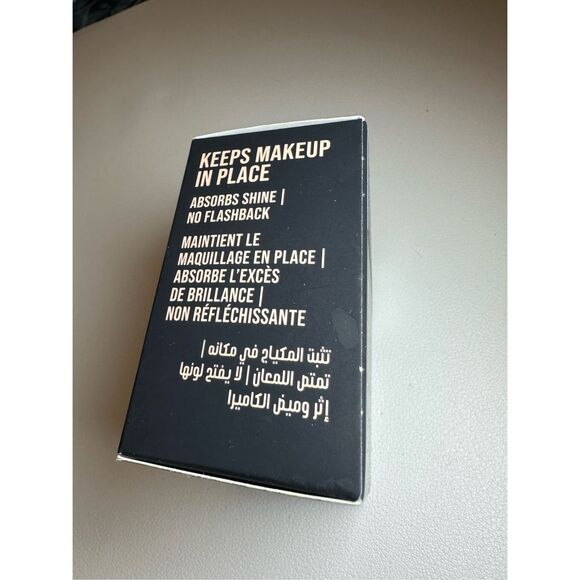 KEEPS MAKEUP
IN PLACE
ABSORBS SHINE |
NO FLASHBACK
MAINTIENT LE
MAQUILLAGE EN PLACE |
ABSORBE L'EXCÈS
DE BRILLANCE |
NON RÉFLÉCHISSANTE
تثبت المكياج في مكانه |
تمتص اللمعان | لا يفتح لونها
إثر وميض الكاميرا